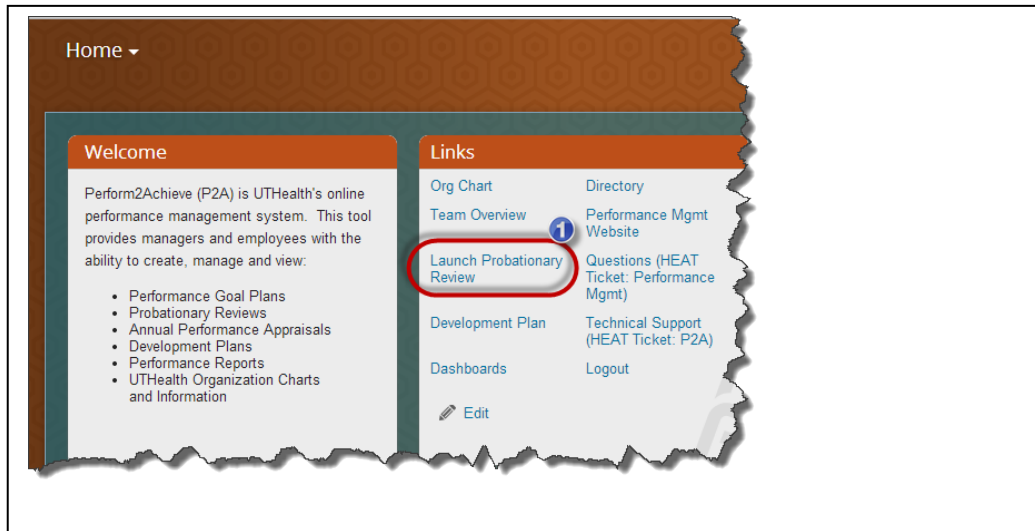 Home
Welcome
Perform2Achieve (P2A) is UTHealth's online
performance management system. This tool
provides managers and employees with the
ability to create, manage and view:
• Performance Goal Plans
• Probationary Reviews
• Annual Performance Appraisals
• Development Plans
• Performance Reports
• UTHealth Organization Charts
and Information
Links
Org Chart
Team Overview
1
Launch Probationary
Review
Development Plan
Dashboards
Edit
Directory
Performance Mgmt
Website
Questions (HEAT
Ticket: Performance
Mgmt)
Technical Support
(HEAT Ticket: P2A)
Logout